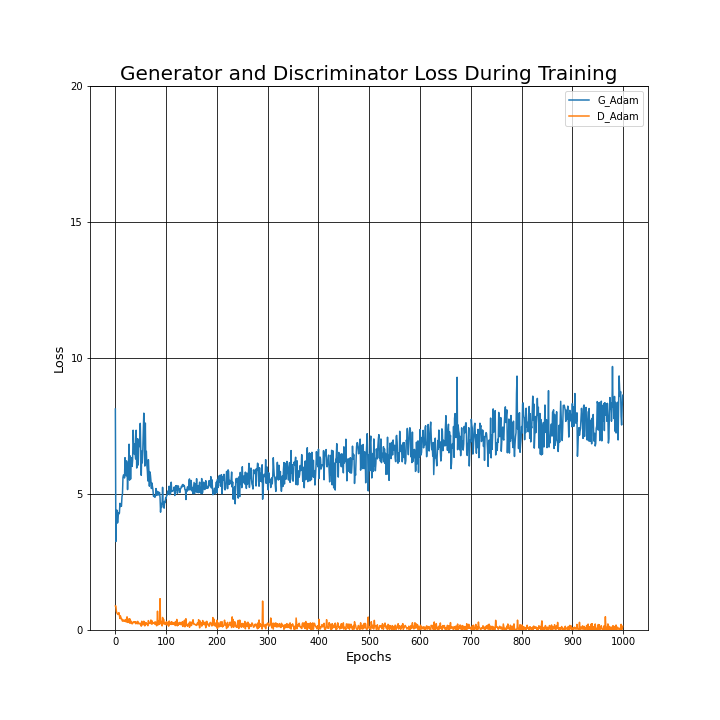 Generator and Discriminator Loss During Training
G_Adam
D_Adam
20
15
10
5
0
Loss
0 100 200 300 400 500 600 700 800 900 1000
Epochs